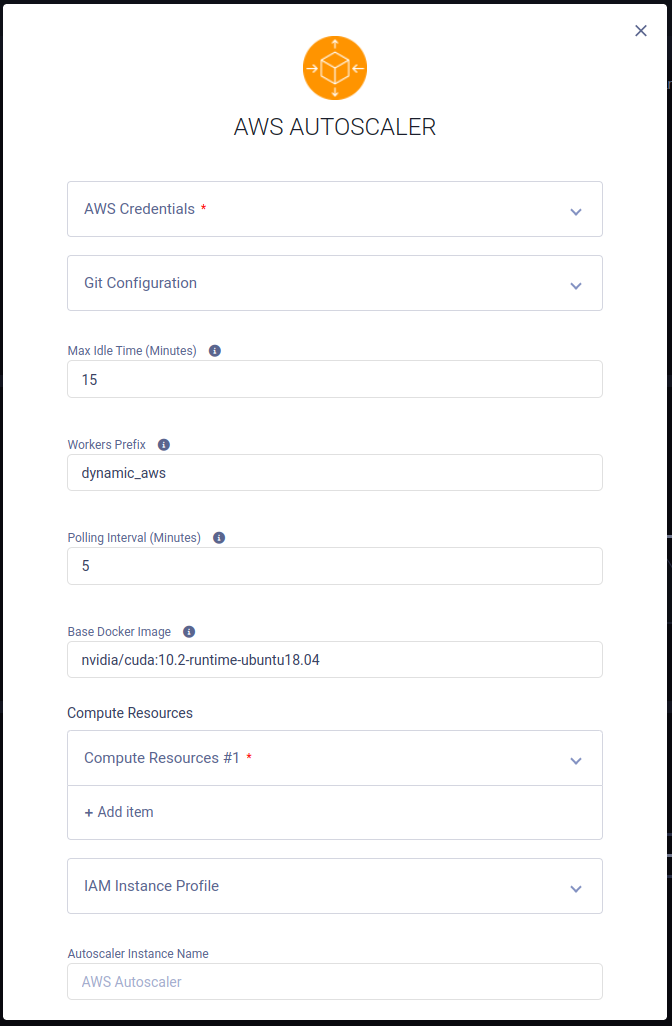 AWS AUTOSCALER
AWS Credentials *
Git Configuration
Max Idle Time (Minutes)
15
Workers Prefix
dynamic_aws
Polling Interval (Minutes)
5
Base Docker Image
nvidia/cuda:10.2-runtime-ubuntu18.04
Compute Resources
Compute Resources #1 *
+ Add item
IAM Instance Profile
Autoscaler Instance Name
AWS Autoscaler